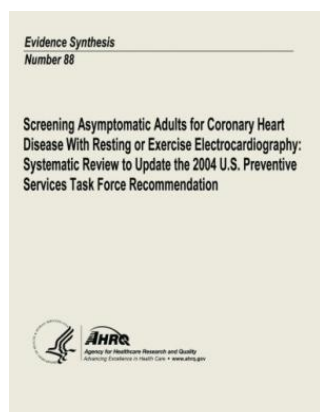 Evidence Synthesis
Number 88
Screening Asymptomatic Adults for Coronary Heart
Disease With Resting or Exercise Electrocardiography:
Systematic Review to Update the 2004 U.S. Preventive
Services Task Force Recommendation
AHRQ
Agency for Healthcare Research and Quality
Advancing Excellence in Health Care • www.ahrq.gov